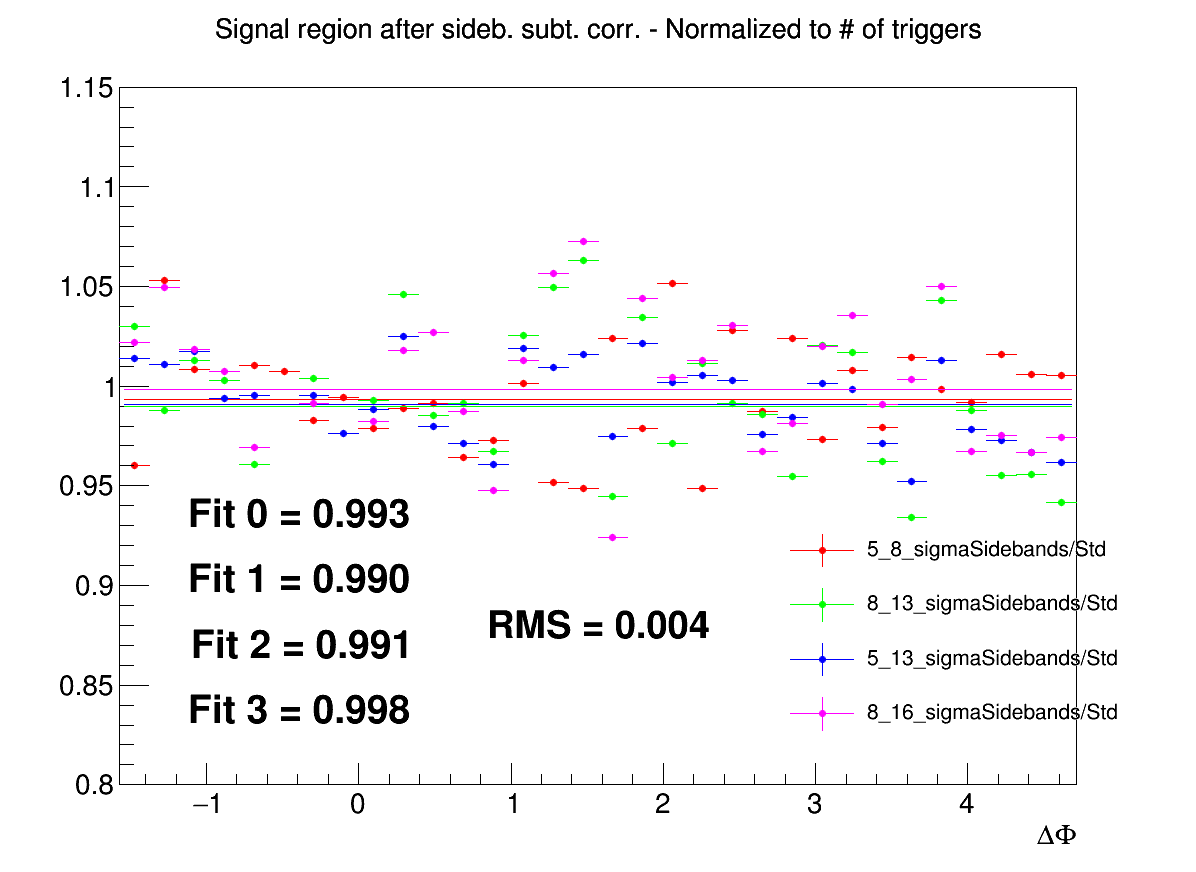 Signal region after sideb. subt. corr. - Normalized to # of triggers
1.15
1.1
1.05
1
0.95
0.9
0.85
0.8
Fit 0 = 0.993
Fit 1 = 0.990
Fit 2 = 0.991
Fit 3 = 0.998
RMS = 0.004
5_8_sigmaSidebands/Std
8_13_sigmaSidebands/Std
5_13_sigmaSidebands/Std
8_16_sigmaSidebands/Std
−1 0 1 2 3 4
ΔΦ